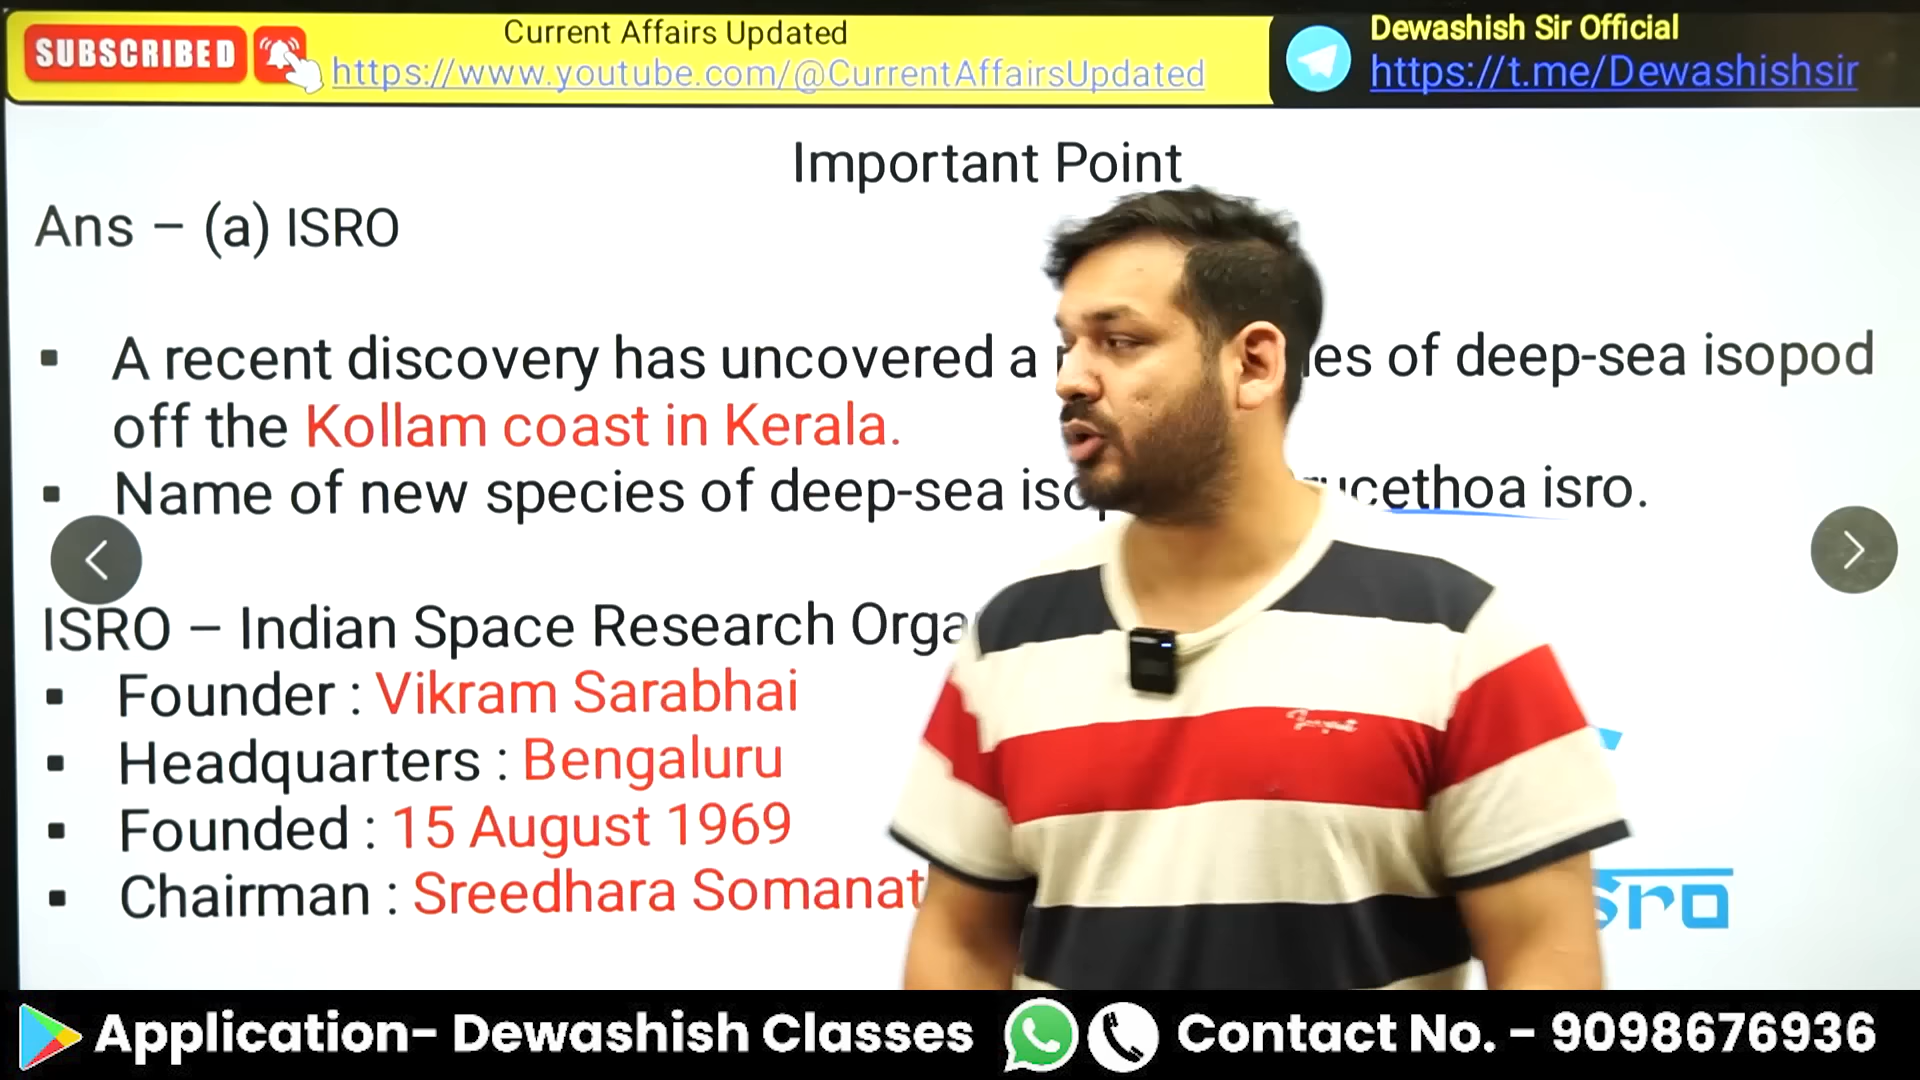 SUBSCRIBED
Current Affairs Updated
https://www.youtube.com/@CurrentAffairsUpdated
Dewashish Sir Official
https://t.me/Dewashishsir
Important Point
Ans – (a) ISRO
▪ A recent discovery has uncovered a of deep-sea isopod
off the Kollam coast in Kerala.
▪ Name of new species of deep-sea isro.
ISRO – Indian Space Research
▪ Founder : Vikram Sarabhai
▪ Headquarters : Bengaluru
▪ Founded : 15 August 1969
▪ Chairman : Sreedhara
Application- Dewashish Classes
Contact No. - 9098676936